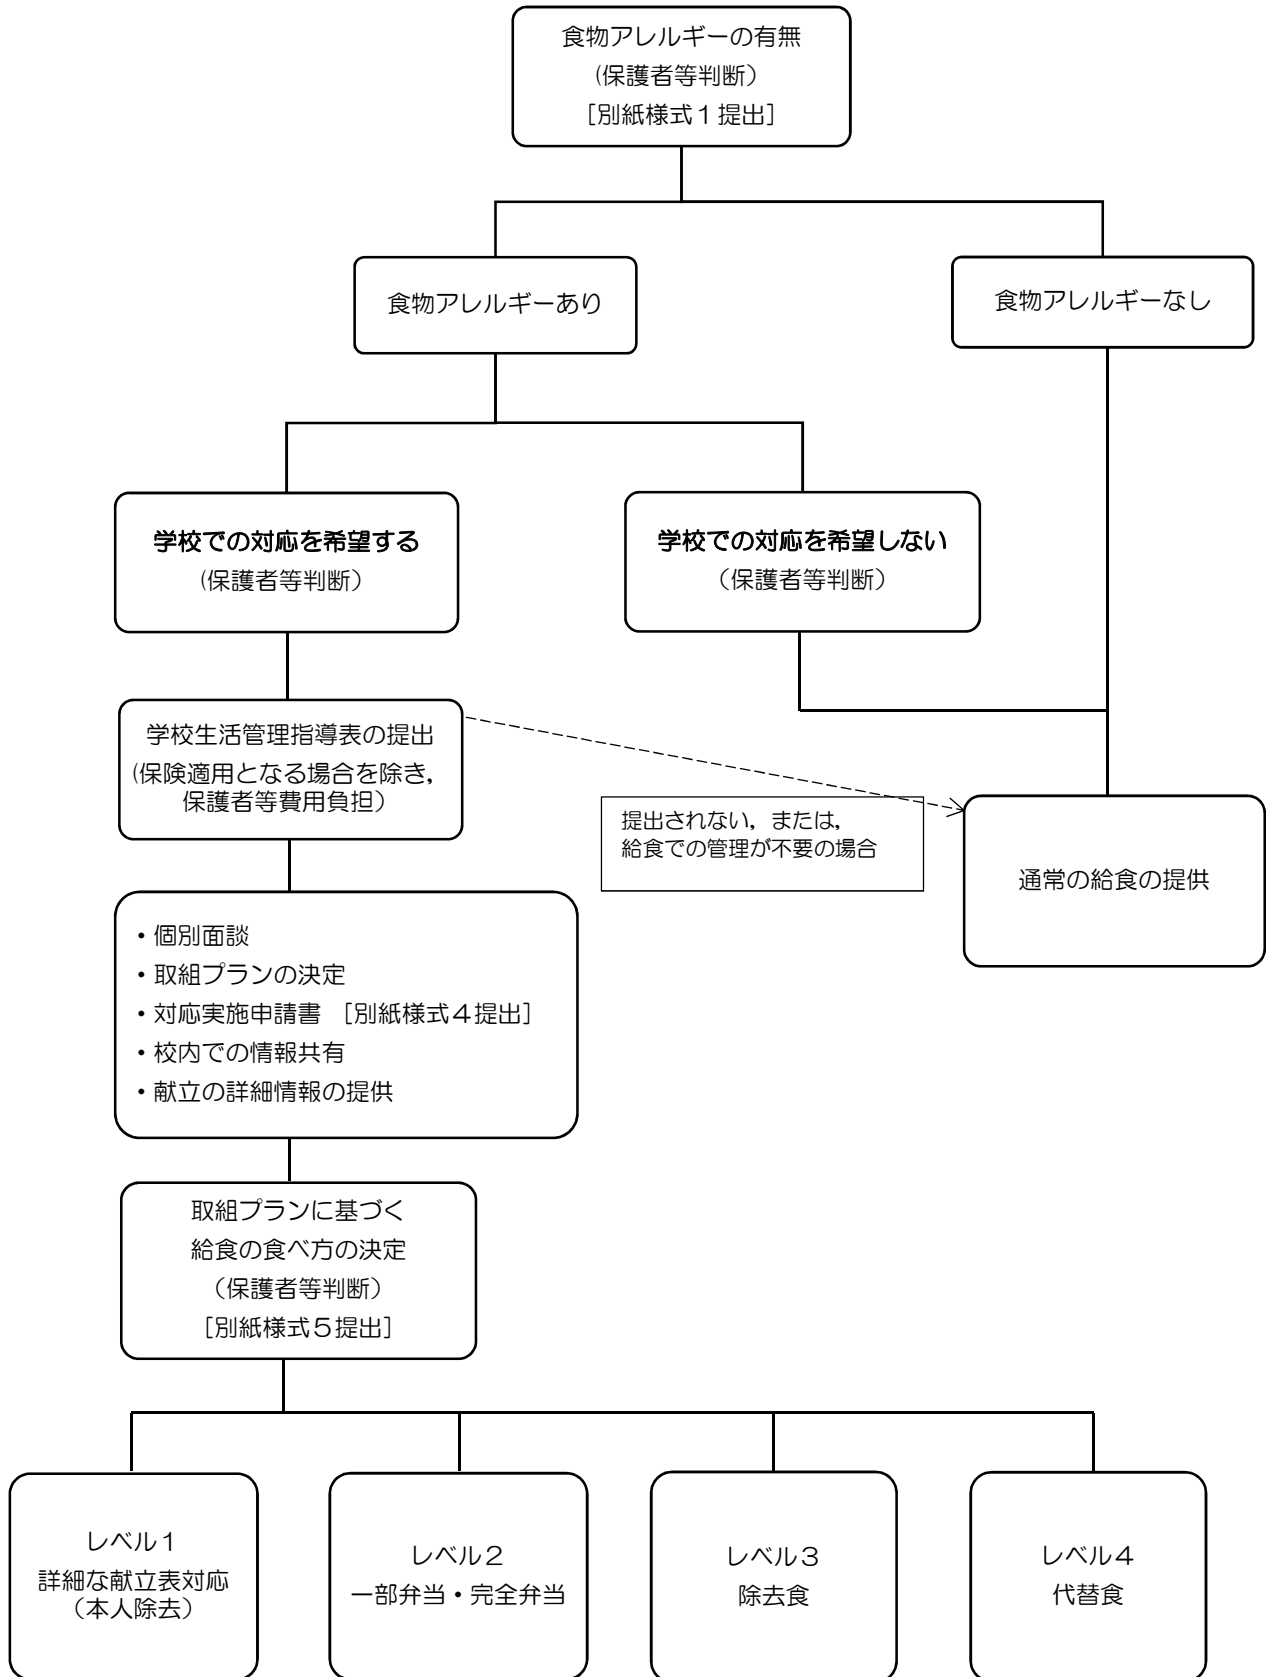 食物アレルギーの有無
(保護者等判断)
[別紙様式１提出]
食物アレルギーあり
食物アレルギーなし
学校での対応を希望する
(保護者等判断)
学校での対応を希望しない
（保護者等判断）
学校生活管理指導表の提出
(保険適用となる場合を除き，
保護者等費用負担)
提出されない，または，
給食での管理が不要の場合
通常の給食の提供
・個別面談
・取組プランの決定
・対応実施申請書 [別紙様式４提出]
・校内での情報共有
・献立の詳細情報の提供
取組プランに基づく
給食の食べ方の決定
（保護者等判断）
[別紙様式５提出]
レベル１
詳細な献立表対応
（本人除去）
レベル２
一部弁当・完全弁当
レベル３
除去食
レベル４
代替食